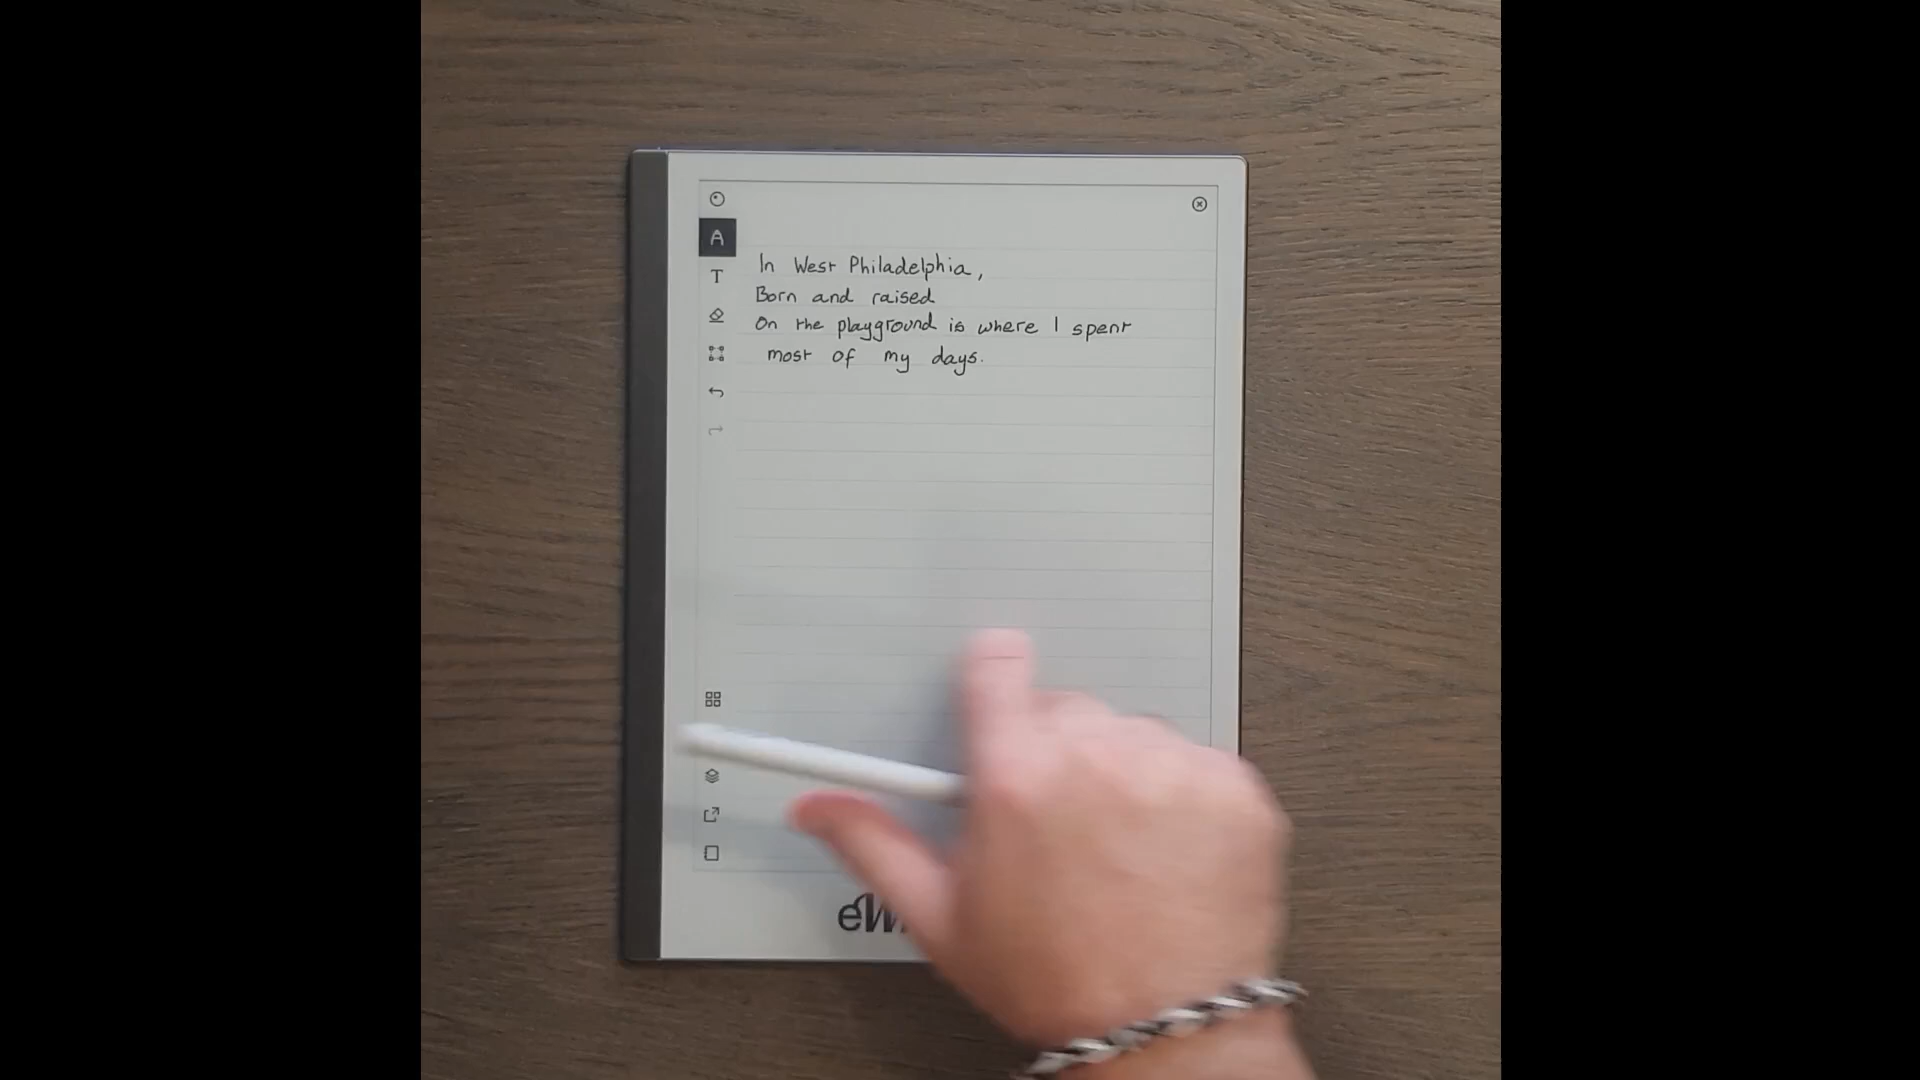 In West Philadelphia,
Born and raised
On the playground is where I spent
most of my days.